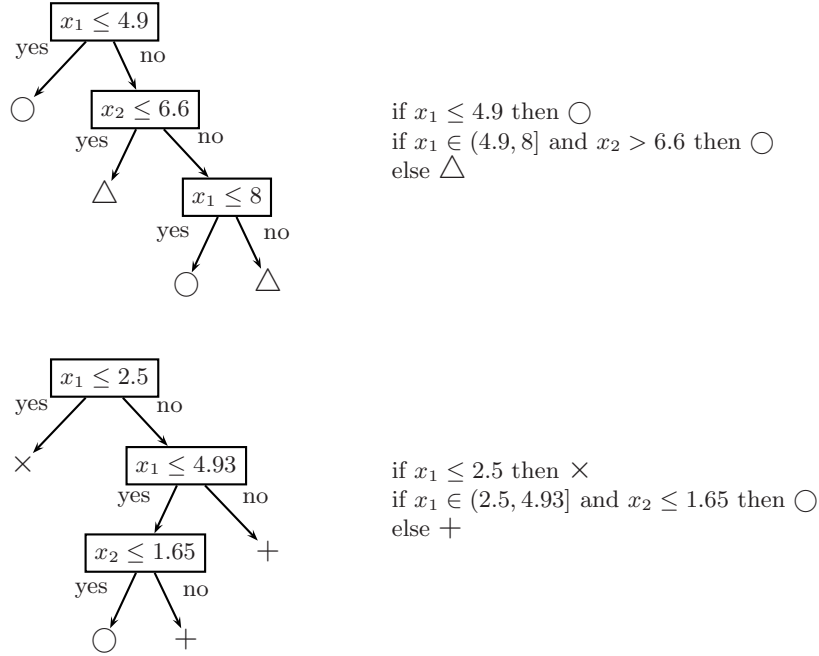 x₁ ≤ 4.9
yes no
x₂ ≤ 6.6
yes no
x₁ ≤ 8
yes no
if x₁ ≤ 4.9 then ○
if x₁ ∈ (4.9, 8] and x₂ > 6.6 then ○
else △
x₁ ≤ 2.5
yes no
x₁ ≤ 4.93
yes no
x₂ ≤ 1.65
yes no
if x₁ ≤ 2.5 then ×
if x₁ ∈ (2.5, 4.93] and x₂ ≤ 1.65 then ○
else +